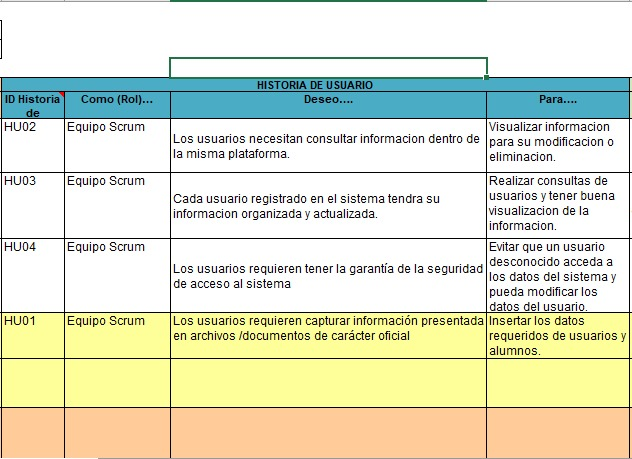 HISTORIA DE USUARIO
ID Historia de
Como (Rol)...
Deseo....
Para....
HU02
Equipo Scrum
Los usuarios necesitan consultar informacion dentro de
la misma plataforma.
Visualizar informacion
para su modificacion o
eliminacion.
HU03
Equipo Scrum
Cada usuario registrado en el sistema tendra su
informacion organizada y actualizada.
Realizar consultas de
usuarios y tener buena
visualizacion de la
informacion.
HU04
Equipo Scrum
Los usuarios requieren tener la garantía de la seguridad
de acceso al sistema
Evitar que un usuario
desconocido acceda a
los datos del sistema y
pueda modificar los
datos del usuario.
HU01
Equipo Scrum
Los usuarios requieren capturar información presentada
en archivos /documentos de carácter oficial
Insertar los datos
requeridos de usuarios y
alumnos.